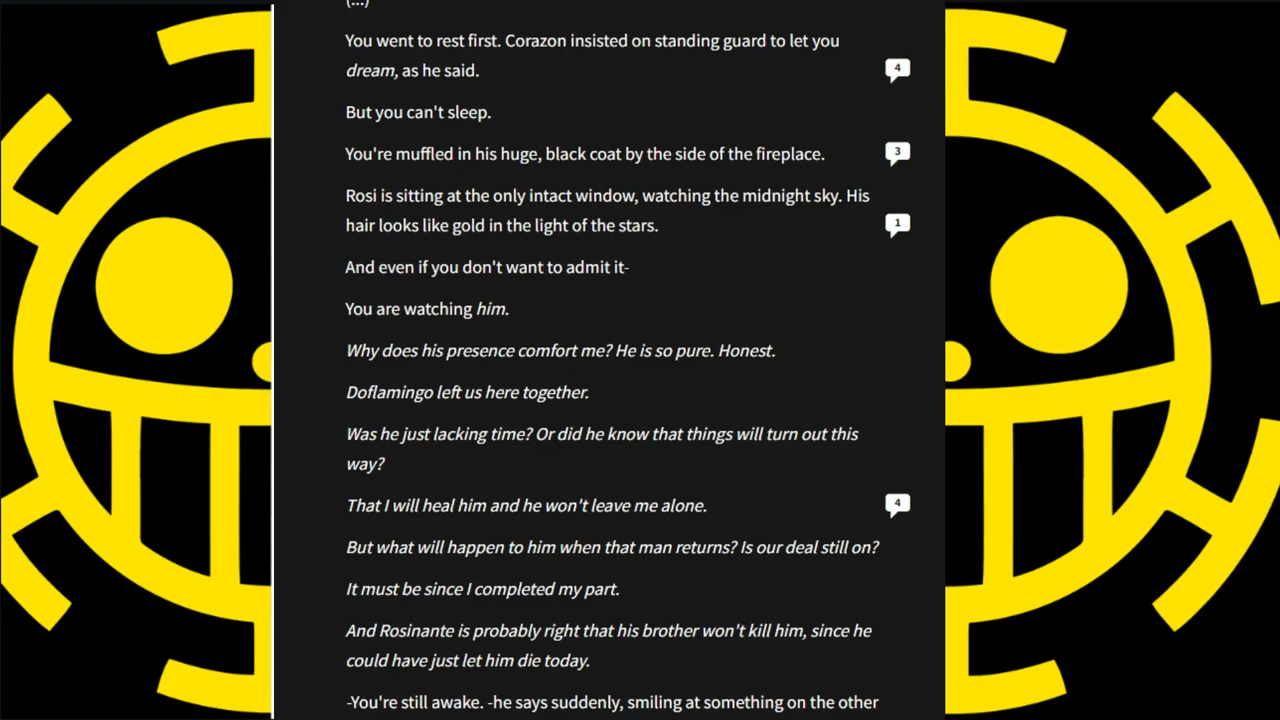 (...)
You went to rest first. Corazon insisted on standing guard to let you
dream, as he said.
4
But you can't sleep.
You're muffled in his huge, black coat by the side of the fireplace.
3
Rosi is sitting at the only intact window, watching the midnight sky. His
hair looks like gold in the light of the stars.
1
And even if you don't want to admit it-
You are watching him.
Why does his presence comfort me? He is so pure. Honest.
Doflamingo left us here together.
Was he just lacking time? Or did he know that things will turn out this
way?
That I will heal him and he won't leave me alone.
4
But what will happen to him when that man returns? Is our deal still on?
It must be since I completed my part.
And Rosinante is probably right that his brother won't kill him, since he
could have just let him die today.
-You're still awake. -he says suddenly, smiling at something on the other